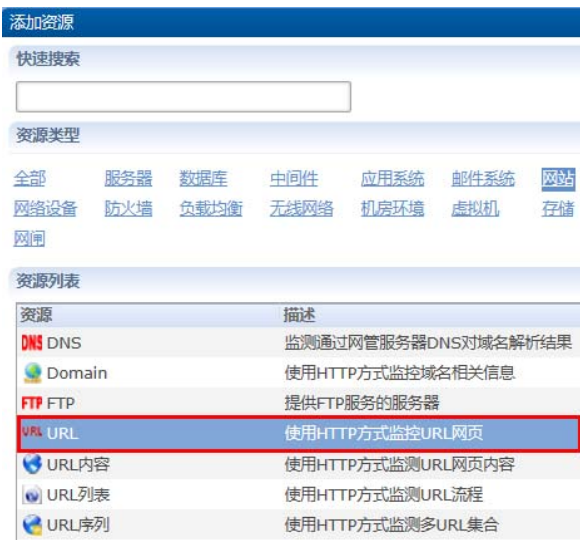 添加资源
快速搜索
资源类型
全部 服务器 数据库 中间件 应用系统 邮件系统 网站
网络设备 防火墙 负载均衡 无线网络 机房环境 虚拟机 存储
网闸
资源列表
资源 描述
DNS DNS 监测通过网管服务器DNS对域名解析结果
Domain 使用HTTP方式监控域名相关信息
FTP FTP 提供FTP服务的服务器
URL URL 使用HTTP方式监控URL网页
URL内容 使用HTTP方式监测URL网页内容
URL列表 使用HTTP方式监测URL流程
URL序列 使用HTTP方式监测多URL集合